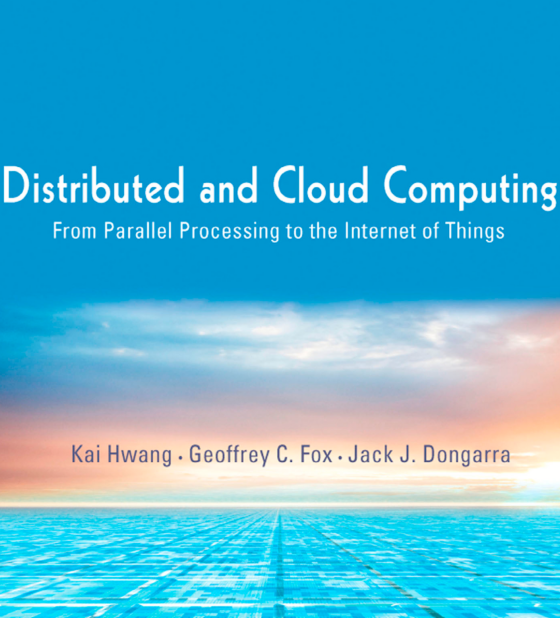 Distributed and Cloud Computing
From Parallel Processing to the Internet of Things
Kai Hwang • Geoffrey C. Fox • Jack J. Dongarra